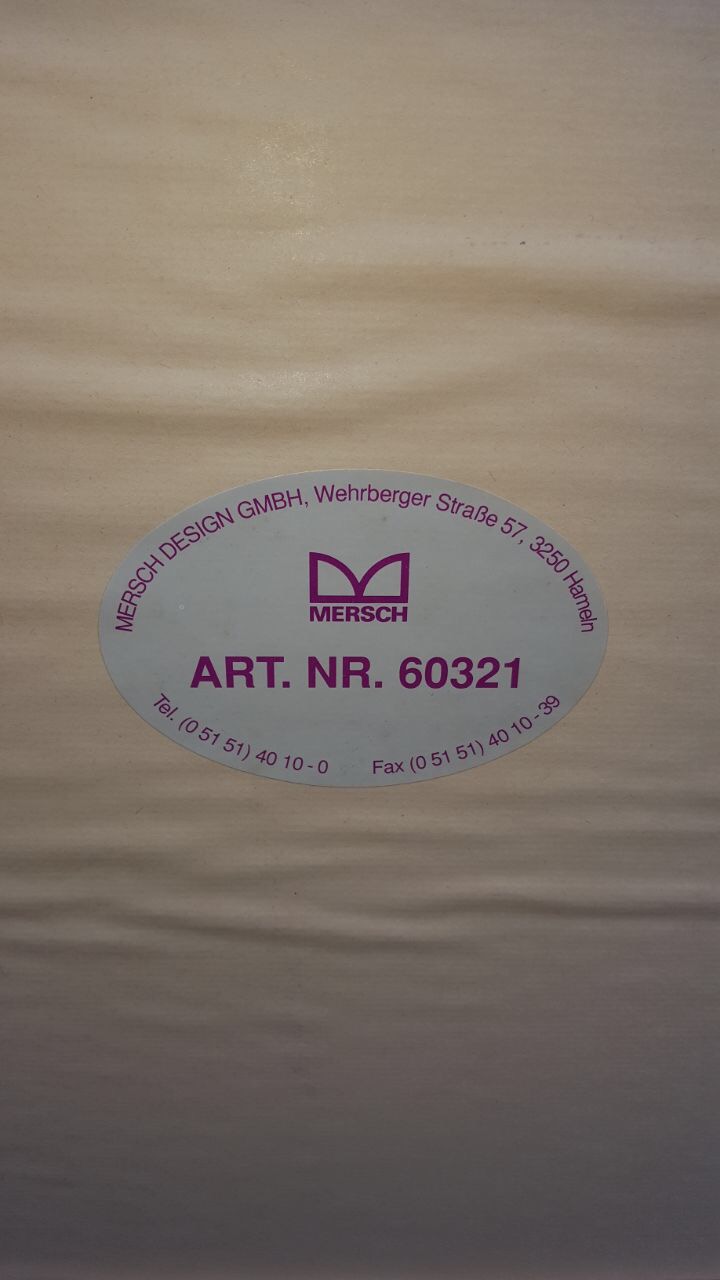 MERSCH DESIGN GMBH, Wehrberger Straße 57, 3250 Hameln
MERSCH
ART. NR. 60321
Tel. (0 51 51) 40 10 - 0 Fax (0 51 51) 40 10 - 39